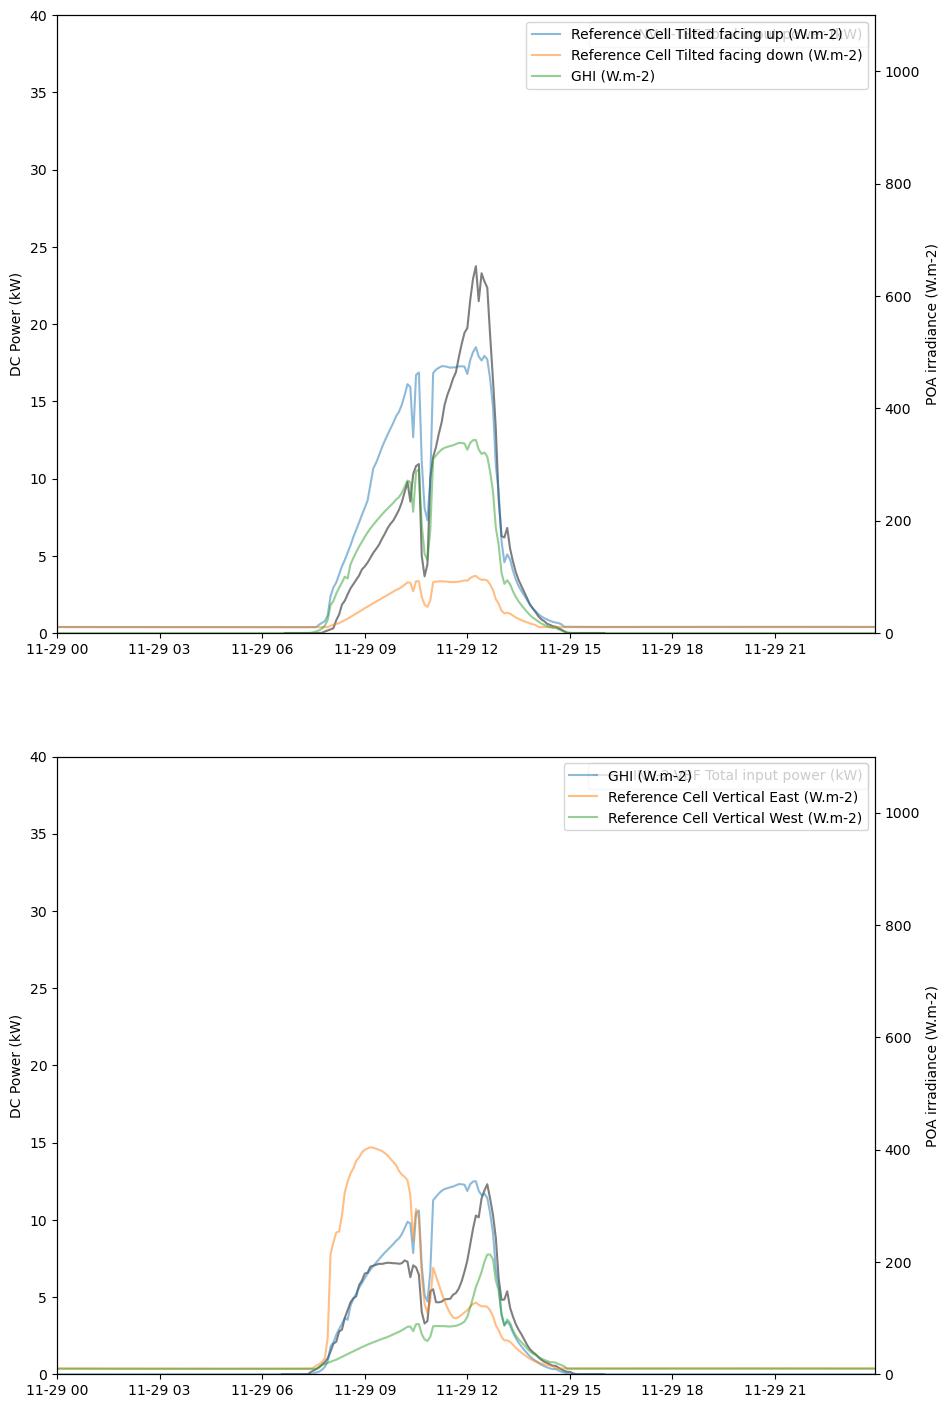 40
35
30
25
20
15
10
5
0
DC Power (kW)
1000
800
600
400
200
0
POA irradiance (W.m-2)
Reference Cell Tilted facing up (W.m-2)
Reference Cell Tilted facing down (W.m-2)
GHI (W.m-2)
11-29 00 11-29 03 11-29 06 11-29 09 11-29 12 11-29 15 11-29 18 11-29 21
40
35
30
25
20
15
10
5
0
DC Power (kW)
1000
800
600
400
200
0
POA irradiance (W.m-2)
Total input power (kW)
GHI (W.m-2)
Reference Cell Vertical East (W.m-2)
Reference Cell Vertical West (W.m-2)
11-29 00 11-29 03 11-29 06 11-29 09 11-29 12 11-29 15 11-29 18 11-29 21